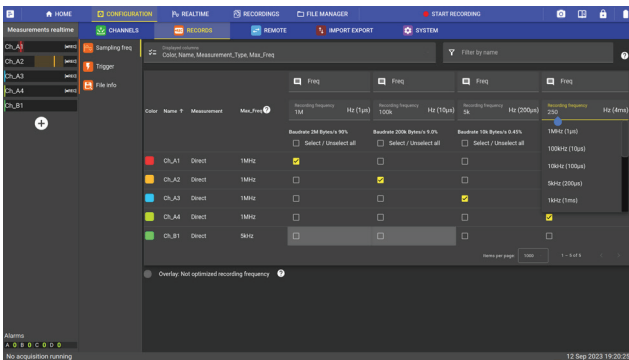 HOME CONFIGURATION REALTIME RECORDINGS FILE MANAGER START RECORDING
Measurements realtime CHANNELS RECORDS REMOTE IMPORT EXPORT SYSTEM
Ch_A3
Ch_A2
Ch_A3
Ch_A4
Ch_B1
Sampling freq
Trigger
File info
Displayed columns
Color, Name, Measurement_Type, Max_Freq
Filter by name
Freq Freq Freq Freq
Color Name Measurement Max_Freq
Recording frequency Recording frequency Recording frequency Recording frequency
1M Hz (1µs) 100k Hz (10µs) 5k Hz (200µs) 250 Hz (4ms)
Baudrate 2M Bytes/s 90% Baudrate 200k Bytes/s 9.0% Baudrate 10k Bytes/s 0.45%
Select / Unselect all Select / Unselect all Select / Unselect all
1MHz (1µs)
100kHz (10µs)
10kHz (100µs)
5kHz (200µs)
1kHz (1ms)
Ch_A1 Direct 1MHz
Ch_A2 Direct 1MHz
Ch_A3 Direct 1MHz
Ch_A4 Direct 1MHz
Ch_B1 Direct 5kHz
Items per page 1000 1 – 5 of 5
Overlay: Not optimized recording frequency
Alarms
A 0 B 0 C 0 D 0
No acquisition running 12 Sep 2023 19:20:25